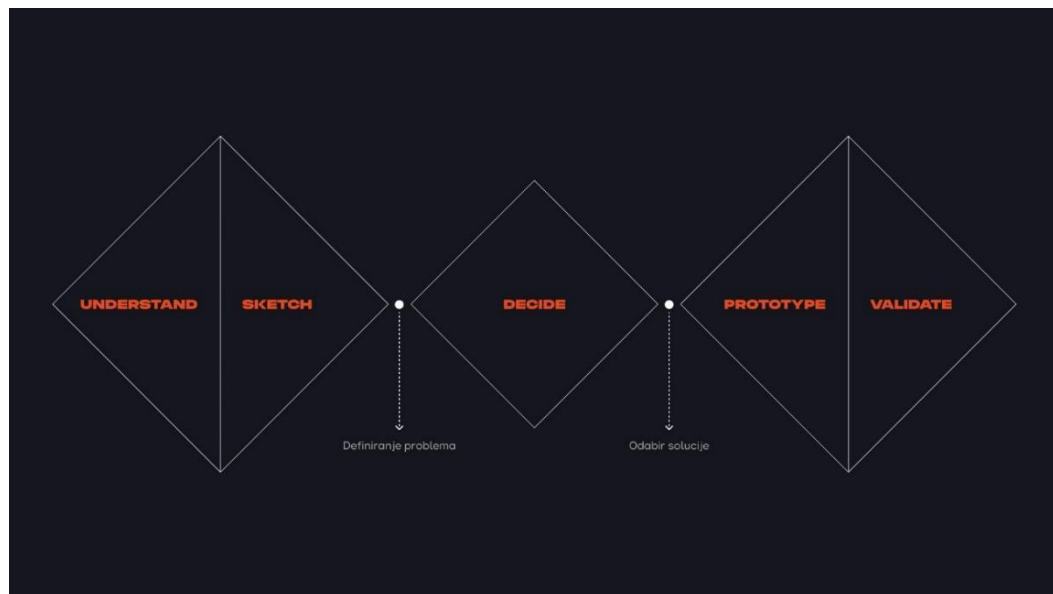 UNDERSTAND
SKETCH
DECIDE
PROTOTYPE
VALIDATE
Definiranje problema
Odabir solucije